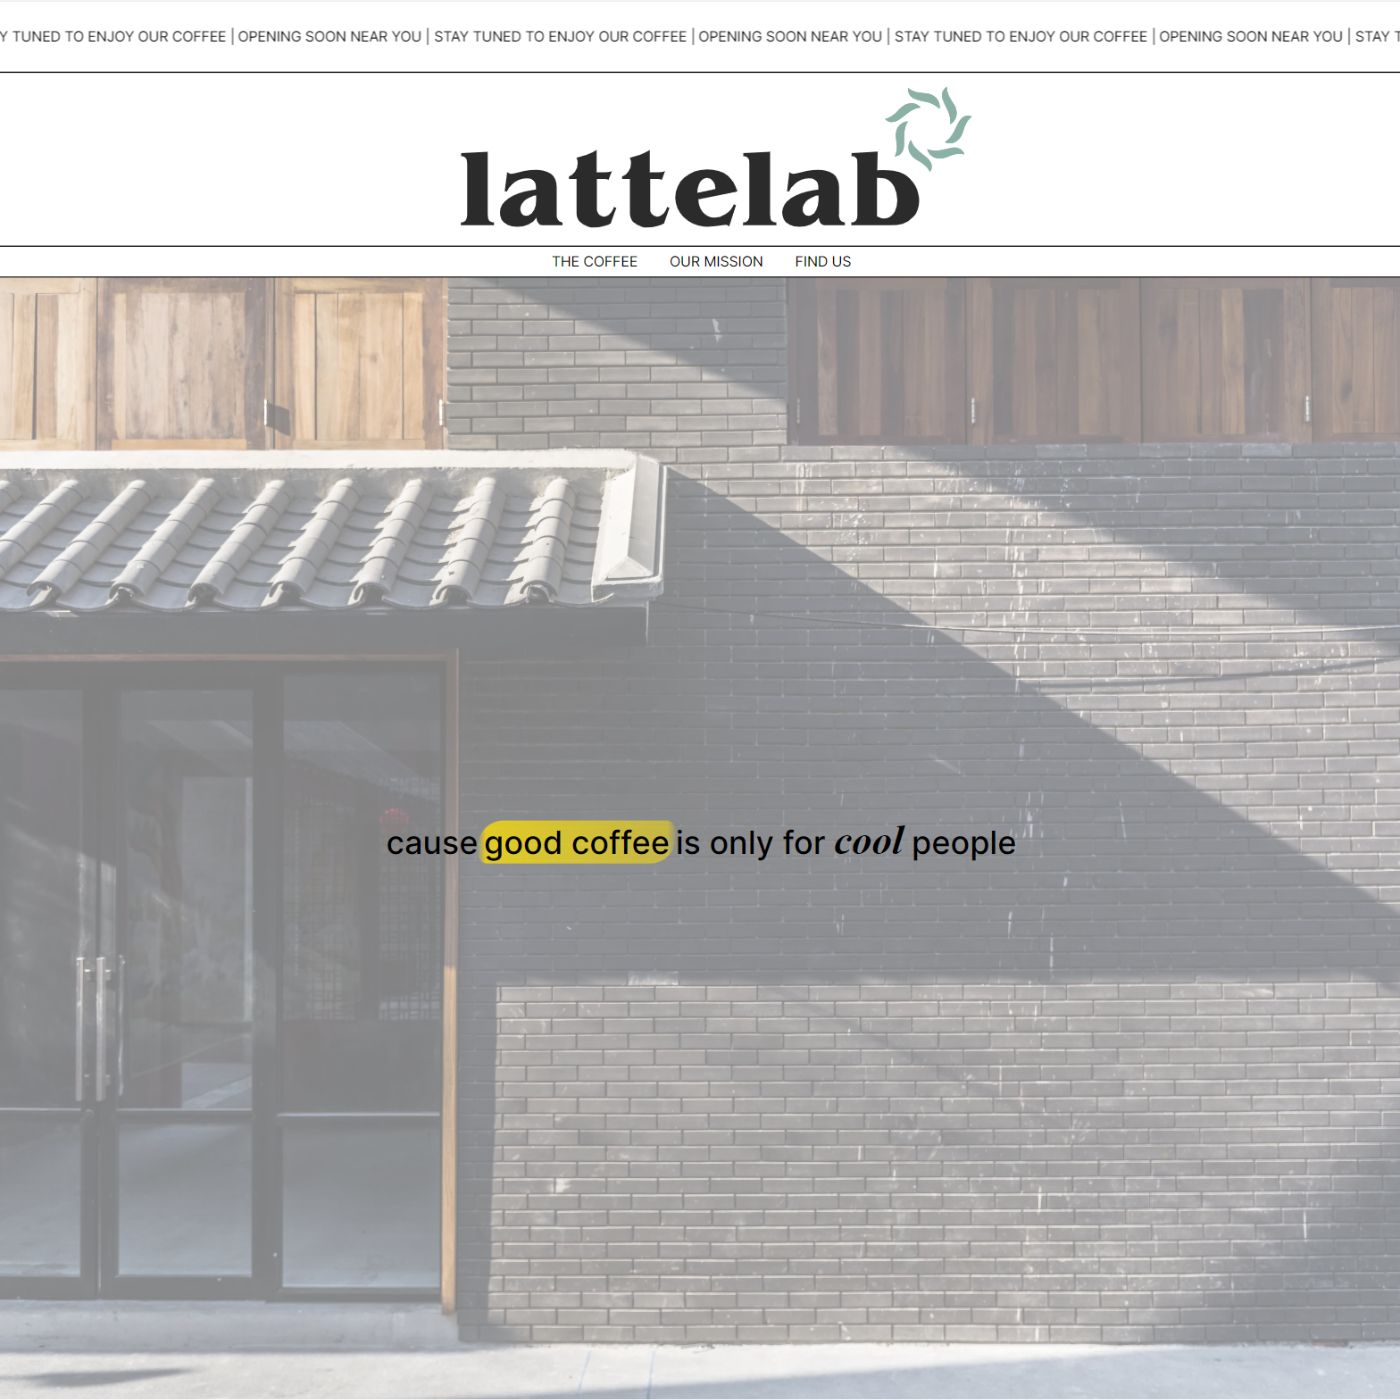 Y TUNED TO ENJOY OUR COFFEE | OPENING SOON NEAR YOU | STAY TUNED TO ENJOY OUR COFFEE | OPENING SOON NEAR YOU | STAY TUNED TO ENJOY OUR COFFEE | OPENING SOON NEAR YOU | STAY T
lattelab
THE COFFEE OUR MISSION FIND US
cause good coffee is only for cool people